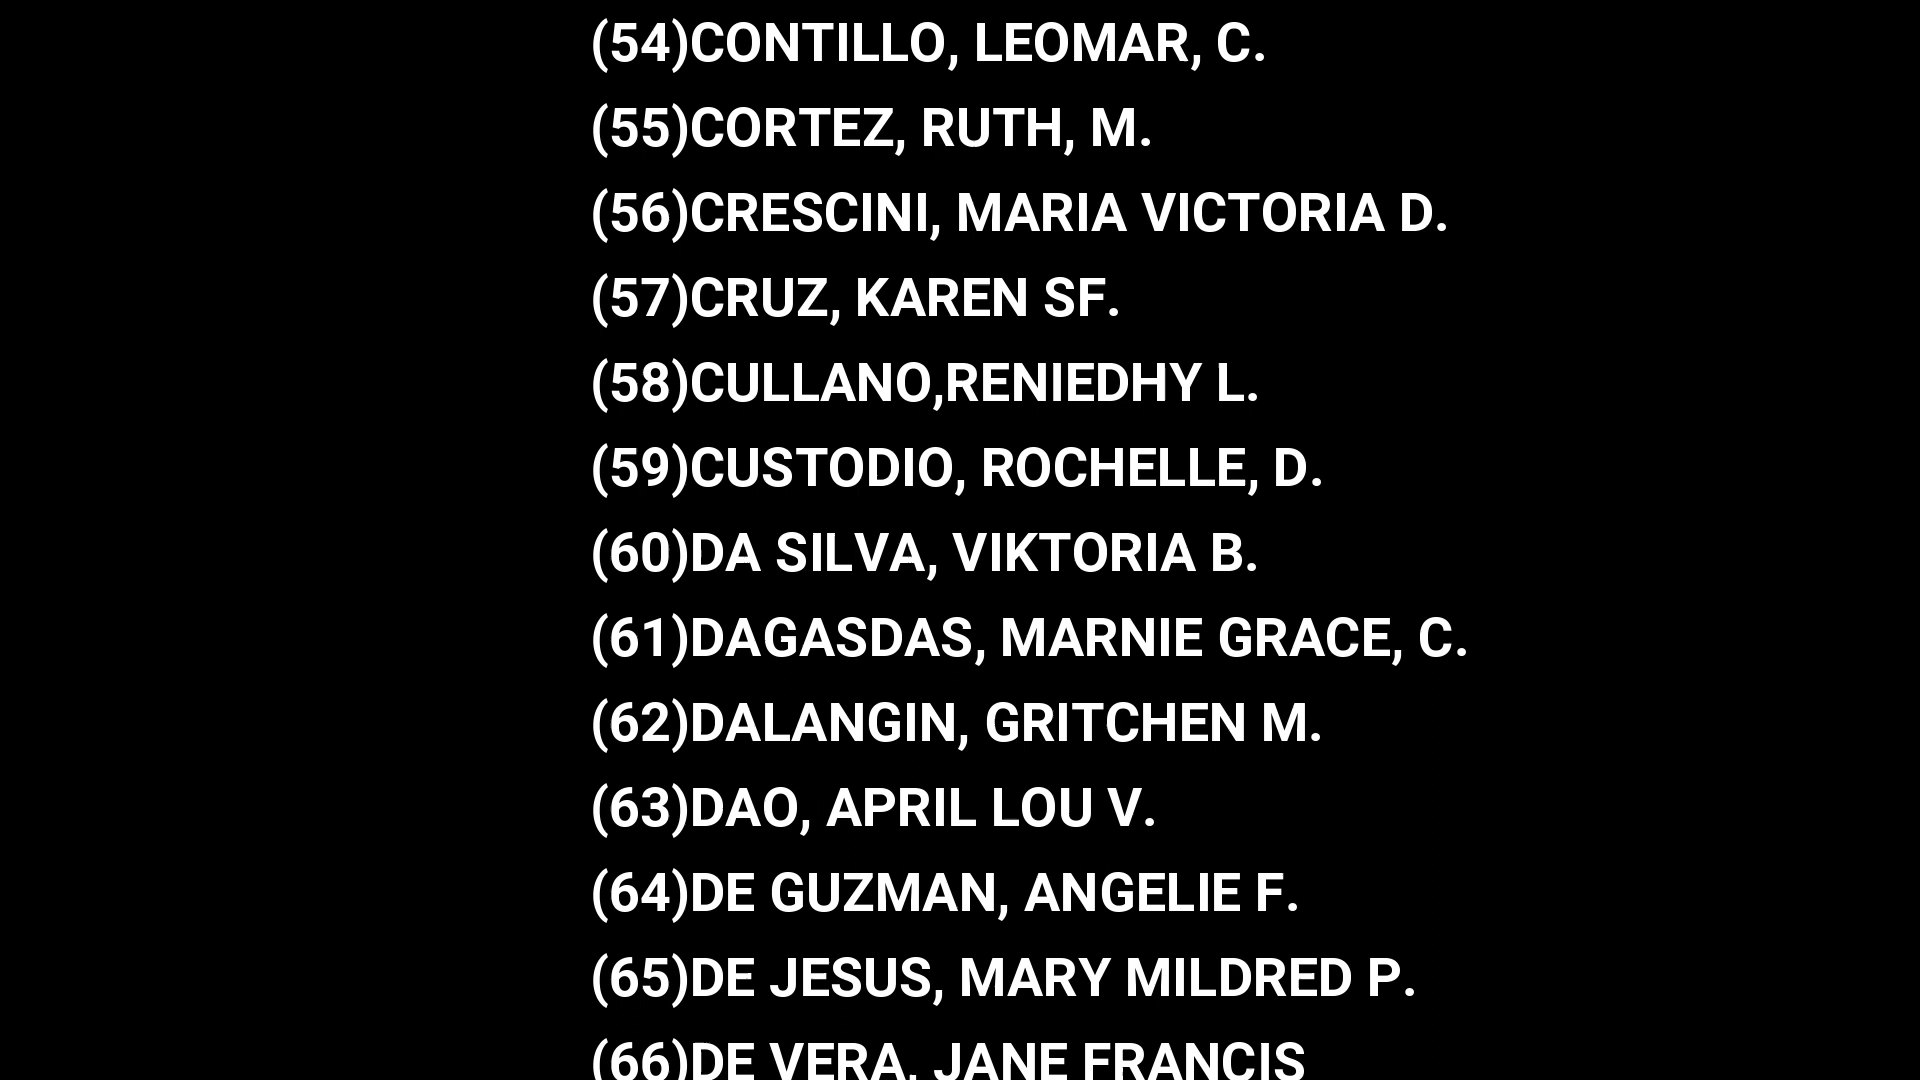 (54)CONTILLO, LEOMAR, C.
(55)CORTEZ, RUTH, M.
(56)CRESCINI, MARIA VICTORIA D.
(57)CRUZ, KAREN SF.
(58)CULLANO,RENIEDHY L.
(59)CUSTODIO, ROCHELLE, D.
(60)DA SILVA, VIKTORIA B.
(61)DAGASDAS, MARNIE GRACE, C.
(62)DALANGIN, GRITCHEN M.
(63)DAO, APRIL LOU V.
(64)DE GUZMAN, ANGELIE F.
(65)DE JESUS, MARY MILDRED P.
(66)DE VERA, JANE FRANCIS